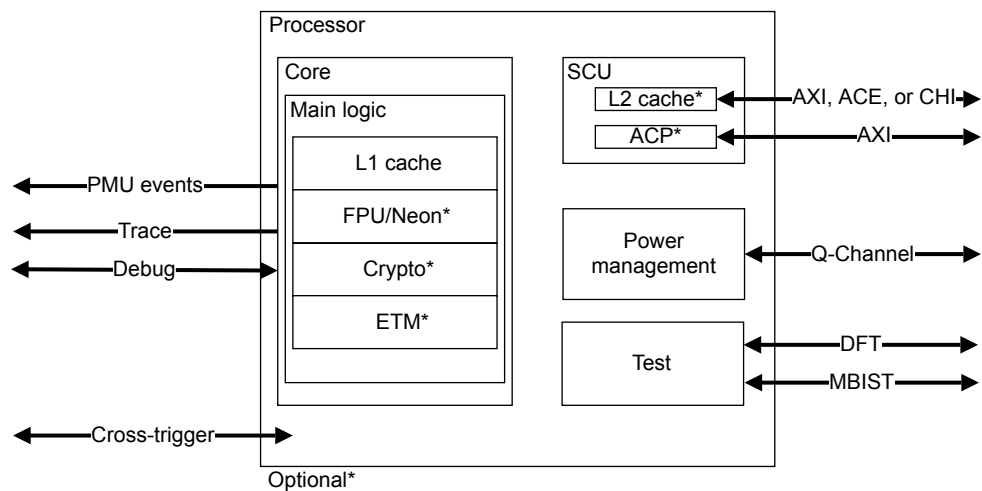 Processor
Core
SCU
Main logic
L2 cache*
AXI, ACE, or CHI
ACP*
AXI
L1 cache
PMU events
FPU/Neon*
Trace
Power
management
Q-Channel
Debug
Crypto*
ETM*
Test
DFT
MBIST
Cross-trigger
Optional*